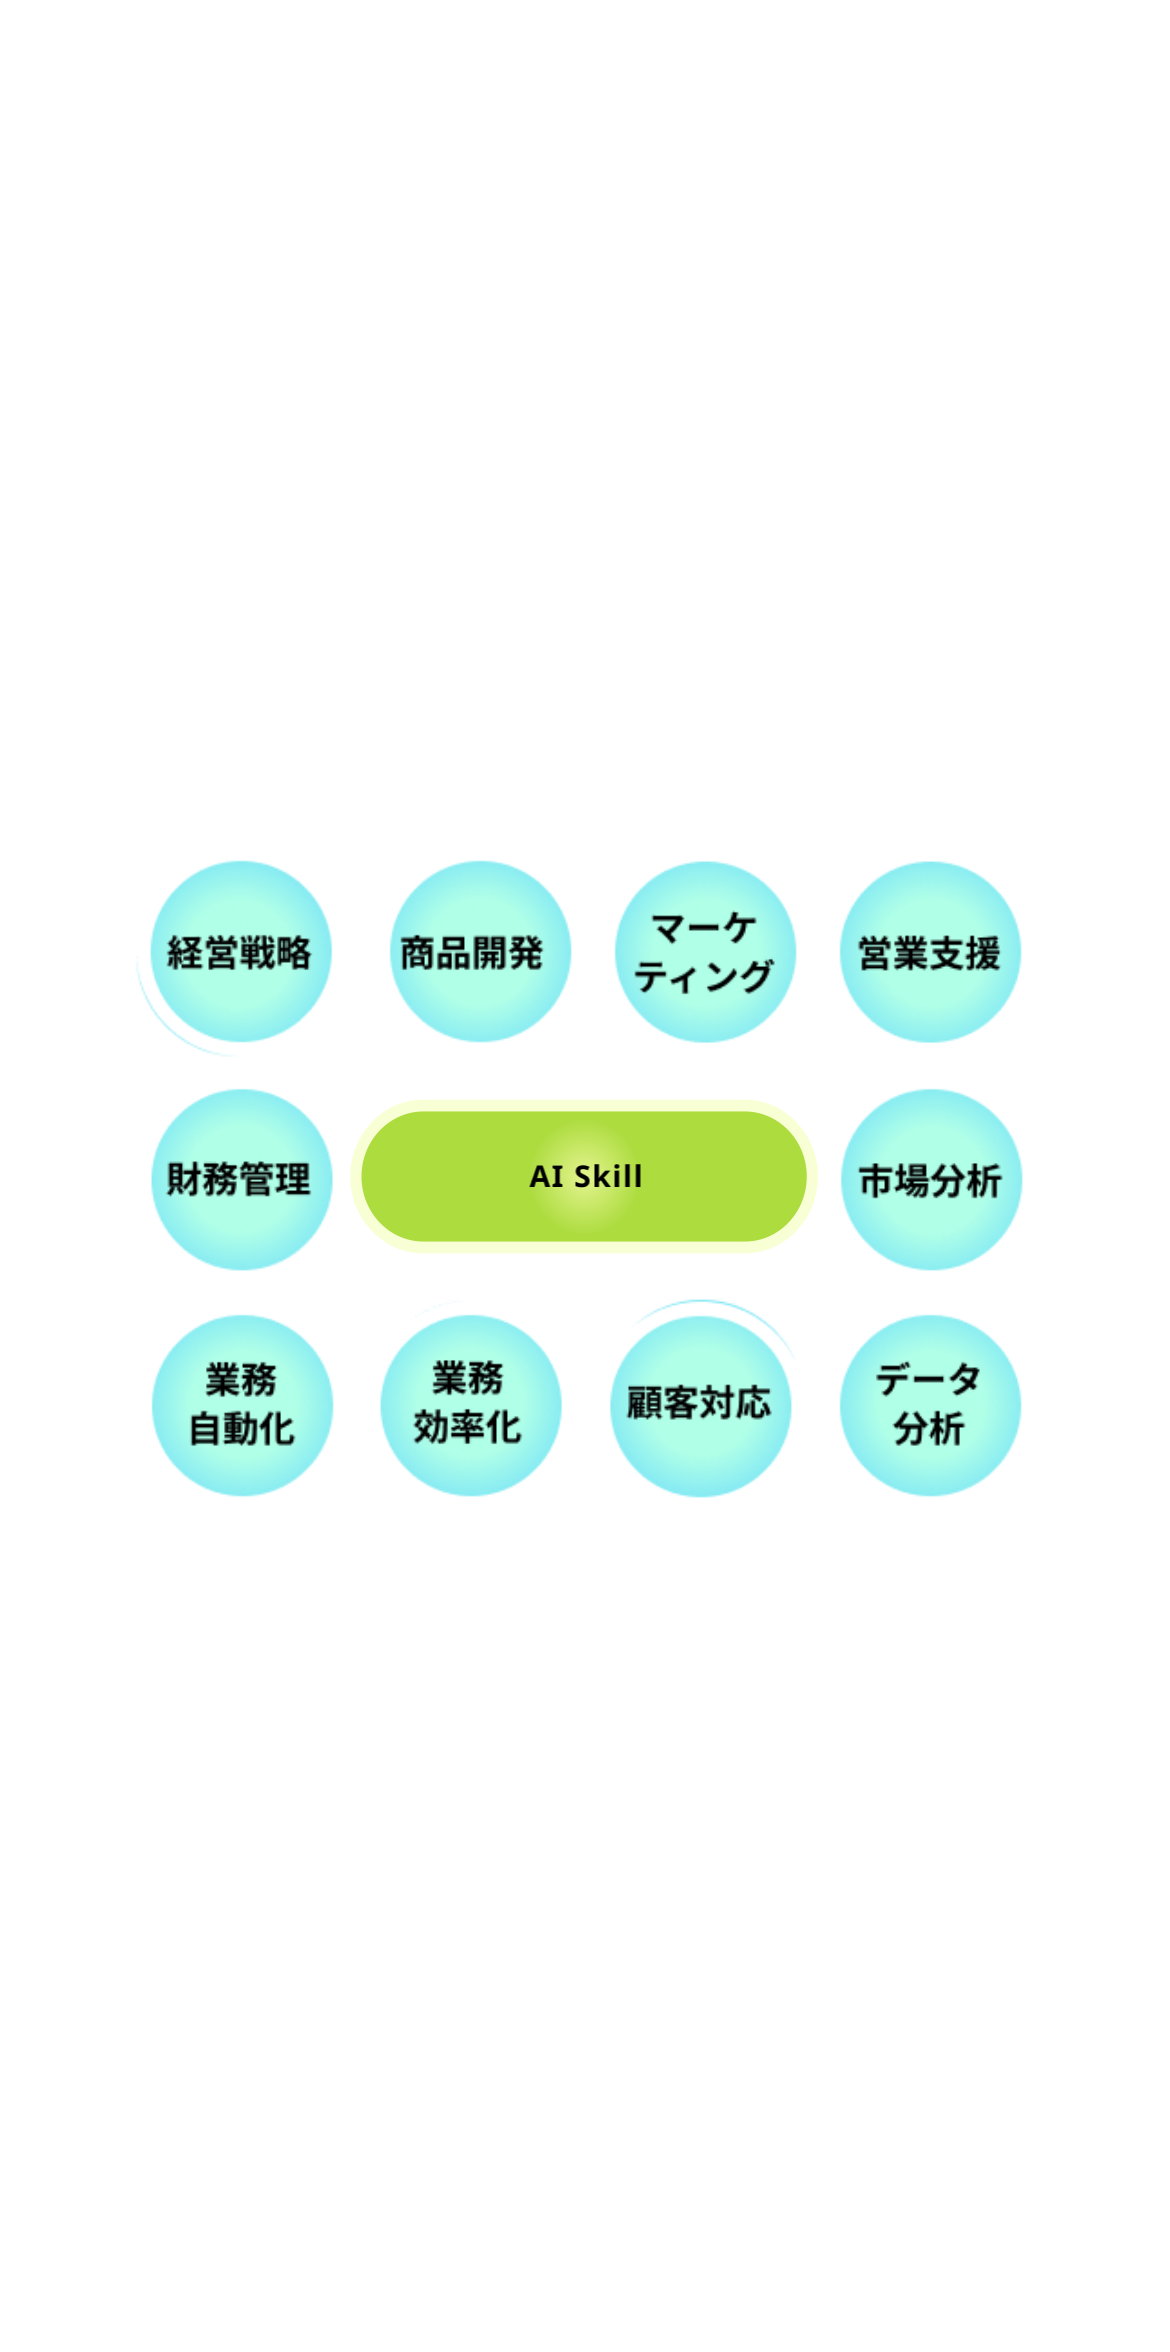 経営戦略
商品開発
マーケ
ティング
営業支援
財務管理
AI Skill
市場分析
業務
自動化
業務
効率化
顧客対応
データ
分析